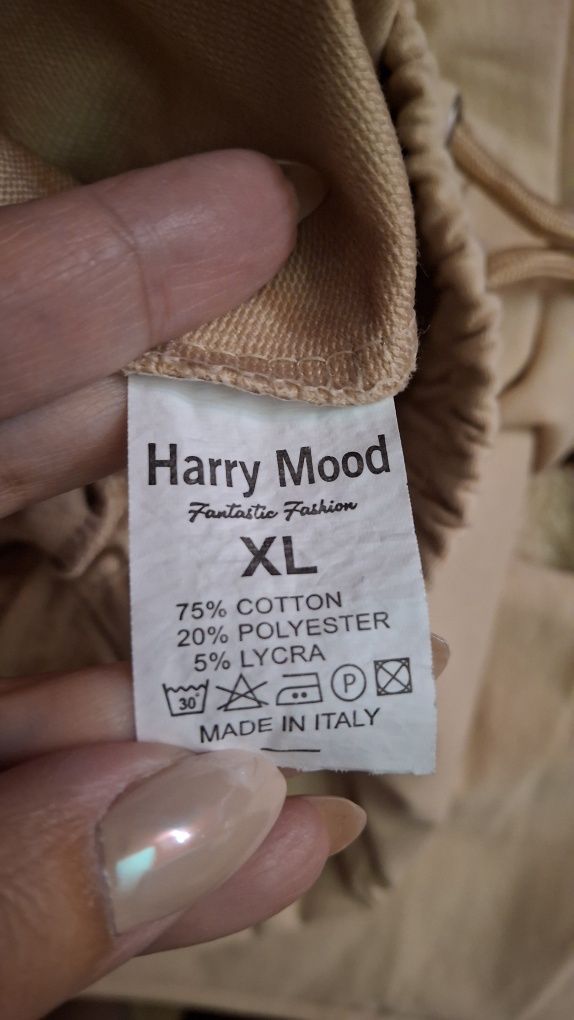 Harry Mood
Fantastic Fashion
XL
75% COTTON
20% POLYESTER
5% LYCRA
30° P
MADE IN ITALY